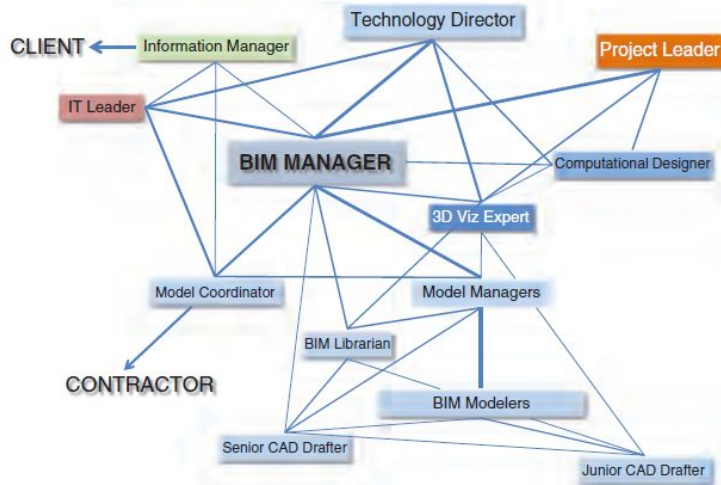 Technology Director
CLIENT
Information Manager
Project Leader
IT Leader
BIM MANAGER
Computational Designer
3D Viz Expert
Model Coordinator
Model Managers
BIM Librarian
CONTRACTOR
BIM Modelers
Senior CAD Drafter
Junior CAD Drafter